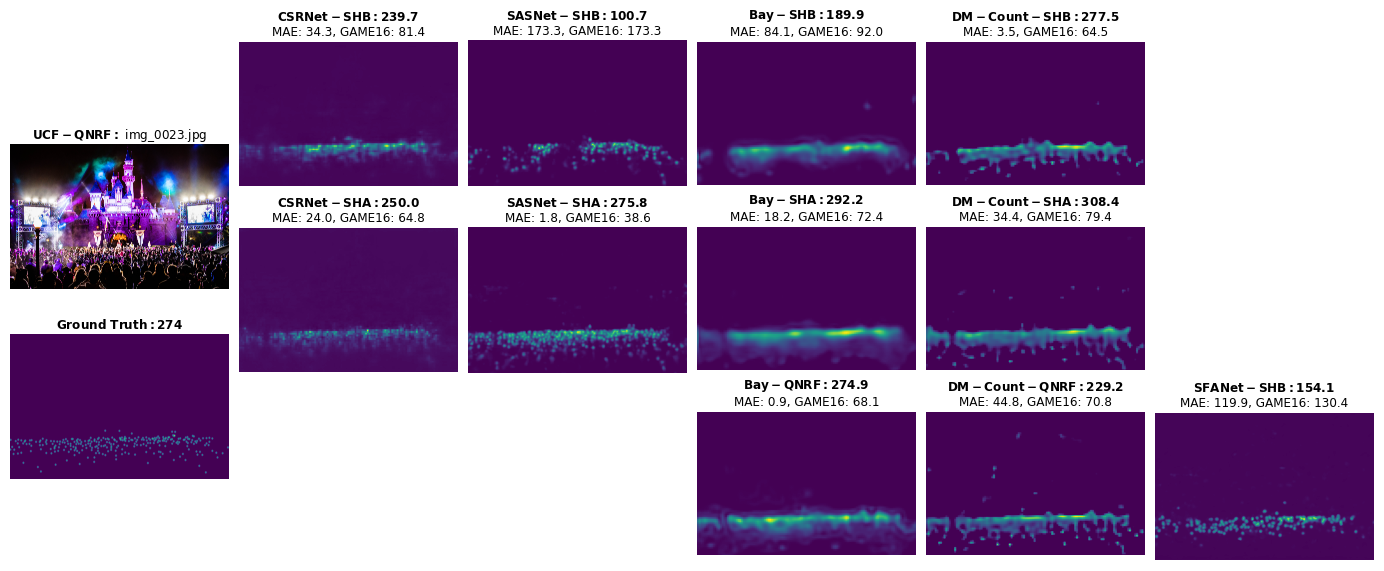 CSRNet − SHB : 239.7
MAE: 34.3, GAME16: 81.4
SASNet − SHB : 100.7
MAE: 173.3, GAME16: 173.3
Bay − SHB : 189.9
MAE: 84.1, GAME16: 92.0
DM − Count − SHB : 277.5
MAE: 3.5, GAME16: 64.5
UCF − QNRF : img_0023.jpg
CSRNet − SHA : 250.0
MAE: 24.0, GAME16: 64.8
SASNet − SHA : 275.8
MAE: 1.8, GAME16: 38.6
Bay − SHA : 292.2
MAE: 18.2, GAME16: 72.4
DM − Count − SHA : 308.4
MAE: 34.4, GAME16: 79.4
Ground Truth : 274
Bay − QNRF : 274.9
MAE: 0.9, GAME16: 68.1
DM − Count − QNRF : 229.2
MAE: 44.8, GAME16: 70.8
SFANet − SHB : 154.1
MAE: 119.9, GAME16: 130.4